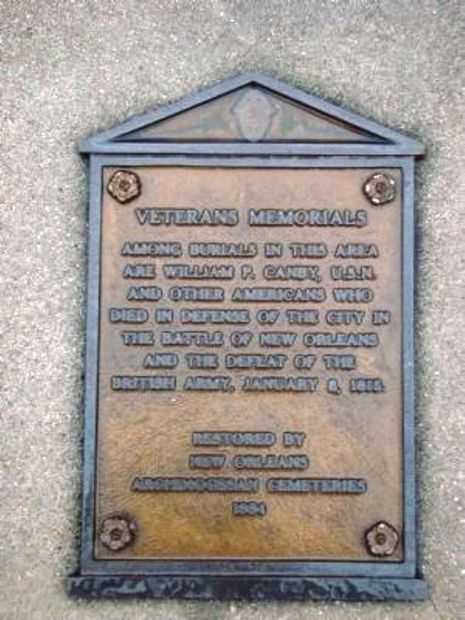 VETERANS MEMORIALS
AMONG BURIALS IN THIS AREA
ARE WILLIAM P. CANBY, U.S.N.
AND OTHER AMERICANS WHO
DIED IN DEFENSE OF THE CITY IN
THE BATTLE OF NEW ORLEANS
AND THE DEFEAT OF THE
BRITISH ARMY, JANUARY 8, 1815.
RESTORED BY
NEW ORLEANS
ARCHDIOCESAN CEMETERIES
1984